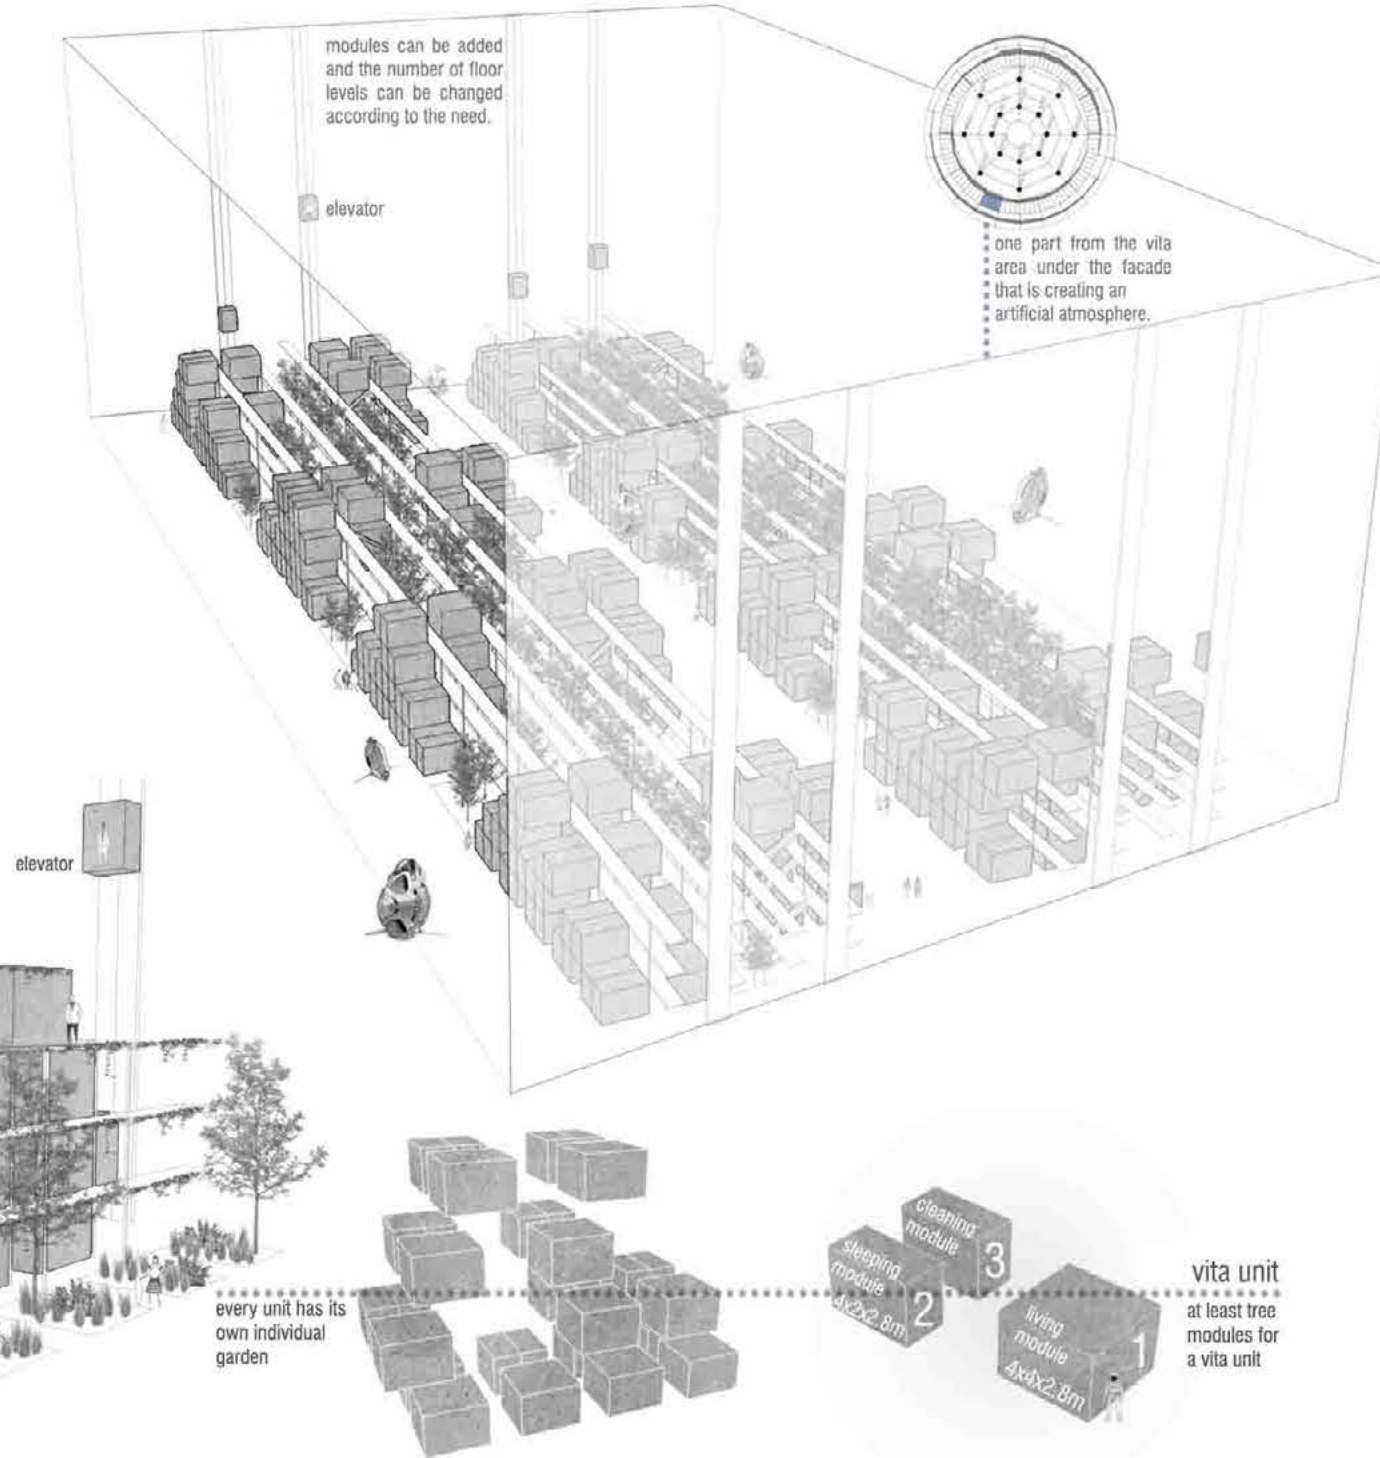 modules can be added
and the number of floor
levels can be changed
according to the need.
elevator
one part from the vita
area under the facade
that is creating an
artificial atmosphere.
elevator
every unit has its
own individual
garden
cleaning
module
3
sleeping
module
4x2x2.8m
2
living
module
4x4x2.8m
1
vita unit
at least tree
modules for
a vita unit